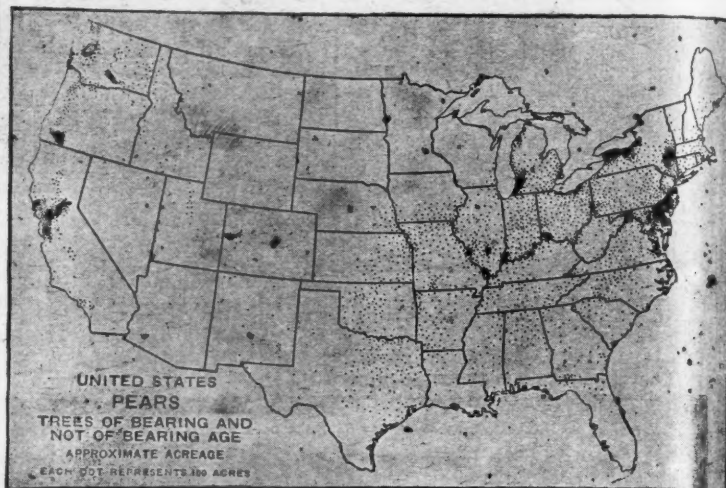 UNITED STATES
PEARS
TREES OF BEARING AND
NOT OF BEARING AGE
APPROXIMATE ACREAGE
EACH DOT REPRESENTS 100 ACRES